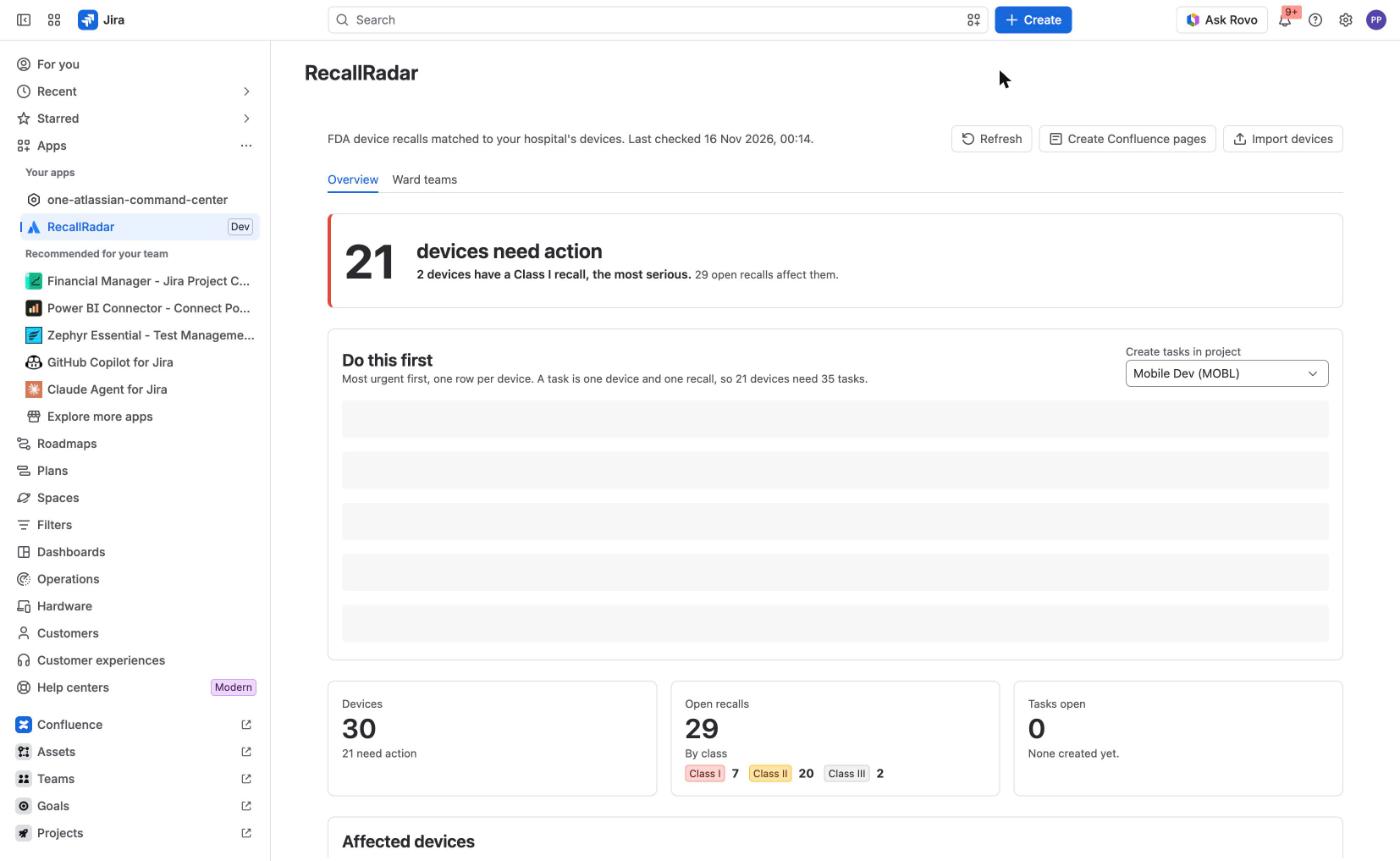 Jira
Search
Create
Ask Rovo
9+
PP
For you
Recent
Starred
Apps
Your apps
one-atlassian-command-center
RecallRadar
Dev
Recommended for your team
Financial Manager - Jira Project C...
Power BI Connector - Connect Po...
Zephyr Essential - Test Manageme...
GitHub Copilot for Jira
Claude Agent for Jira
Explore more apps
Roadmaps
Plans
Spaces
Filters
Dashboards
Operations
Hardware
Customers
Customer experiences
Help centers
Modern
Confluence
Assets
Teams
Goals
Projects
RecallRadar
FDA device recalls matched to your hospital's devices. Last checked 16 Nov 2026, 00:14.
Refresh
Create Confluence pages
Import devices
Overview
Ward teams
21
devices need action
2 devices have a Class I recall, the most serious. 29 open recalls affect them.
Do this first
Most urgent first, one row per device. A task is one device and one recall, so 21 devices need 35 tasks.
Create tasks in project
Mobile Dev (MOBL)
Devices
30
21 need action
Open recalls
29
By class
Class I 7 Class II 20 Class III 2
Tasks open
0
None created yet.
Affected devices